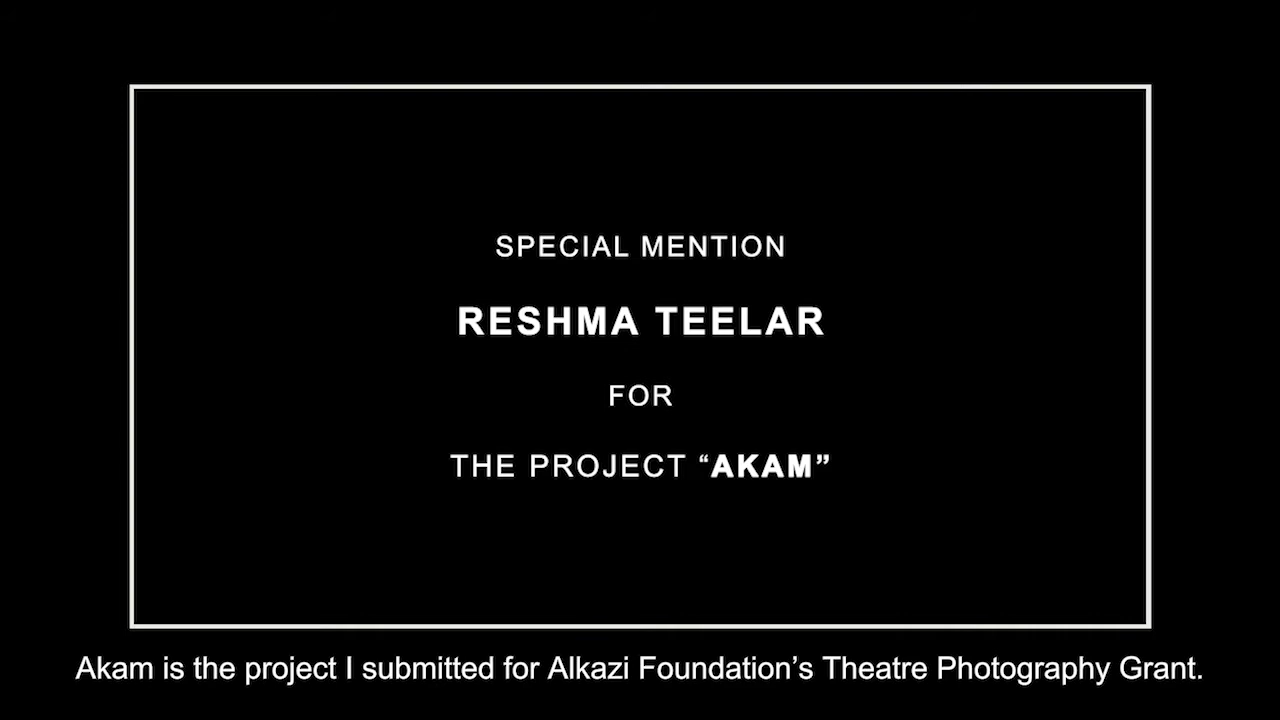 SPECIAL MENTION
RESHMA TEELAR
FOR
THE PROJECT “AKAM”
Akam is the project I submitted for Alkazi Foundation’s Theatre Photography Grant.